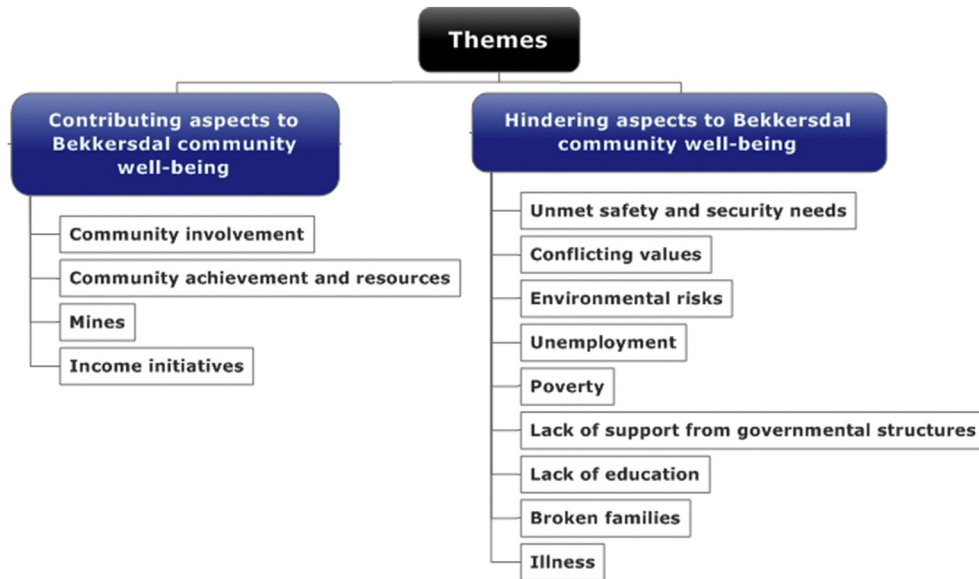 Themes
Contributing aspects to
Bekkersdal community
well-being
Community involvement
Community achievement and resources
Mines
Income initiatives
Hindering aspects to Bekkersdal
community well-being
Unmet safety and security needs
Conflicting values
Environmental risks
Unemployment
Poverty
Lack of support from governmental structures
Lack of education
Broken families
Illness